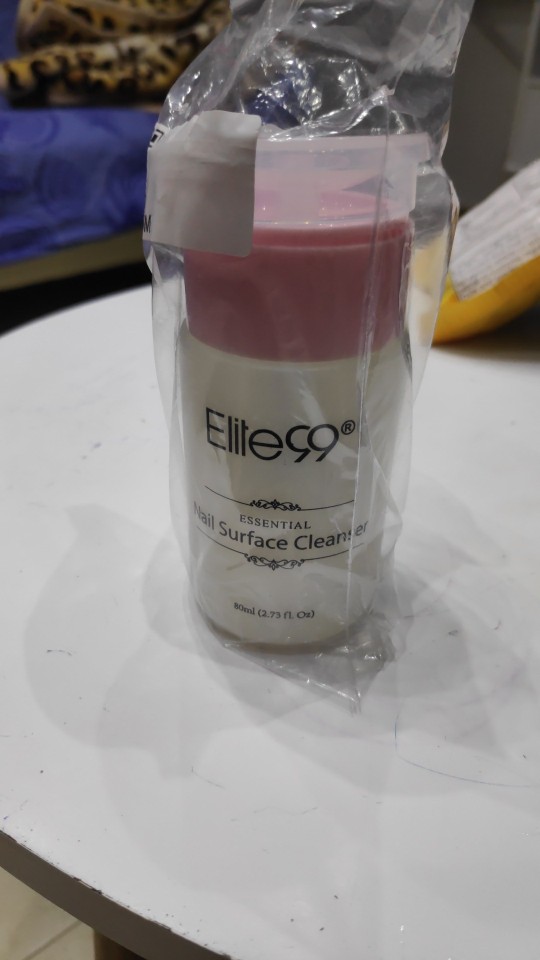 Elite99®
ESSENTIAL
Nail Surface Cleanser
80ml (2.73 fl. Oz)